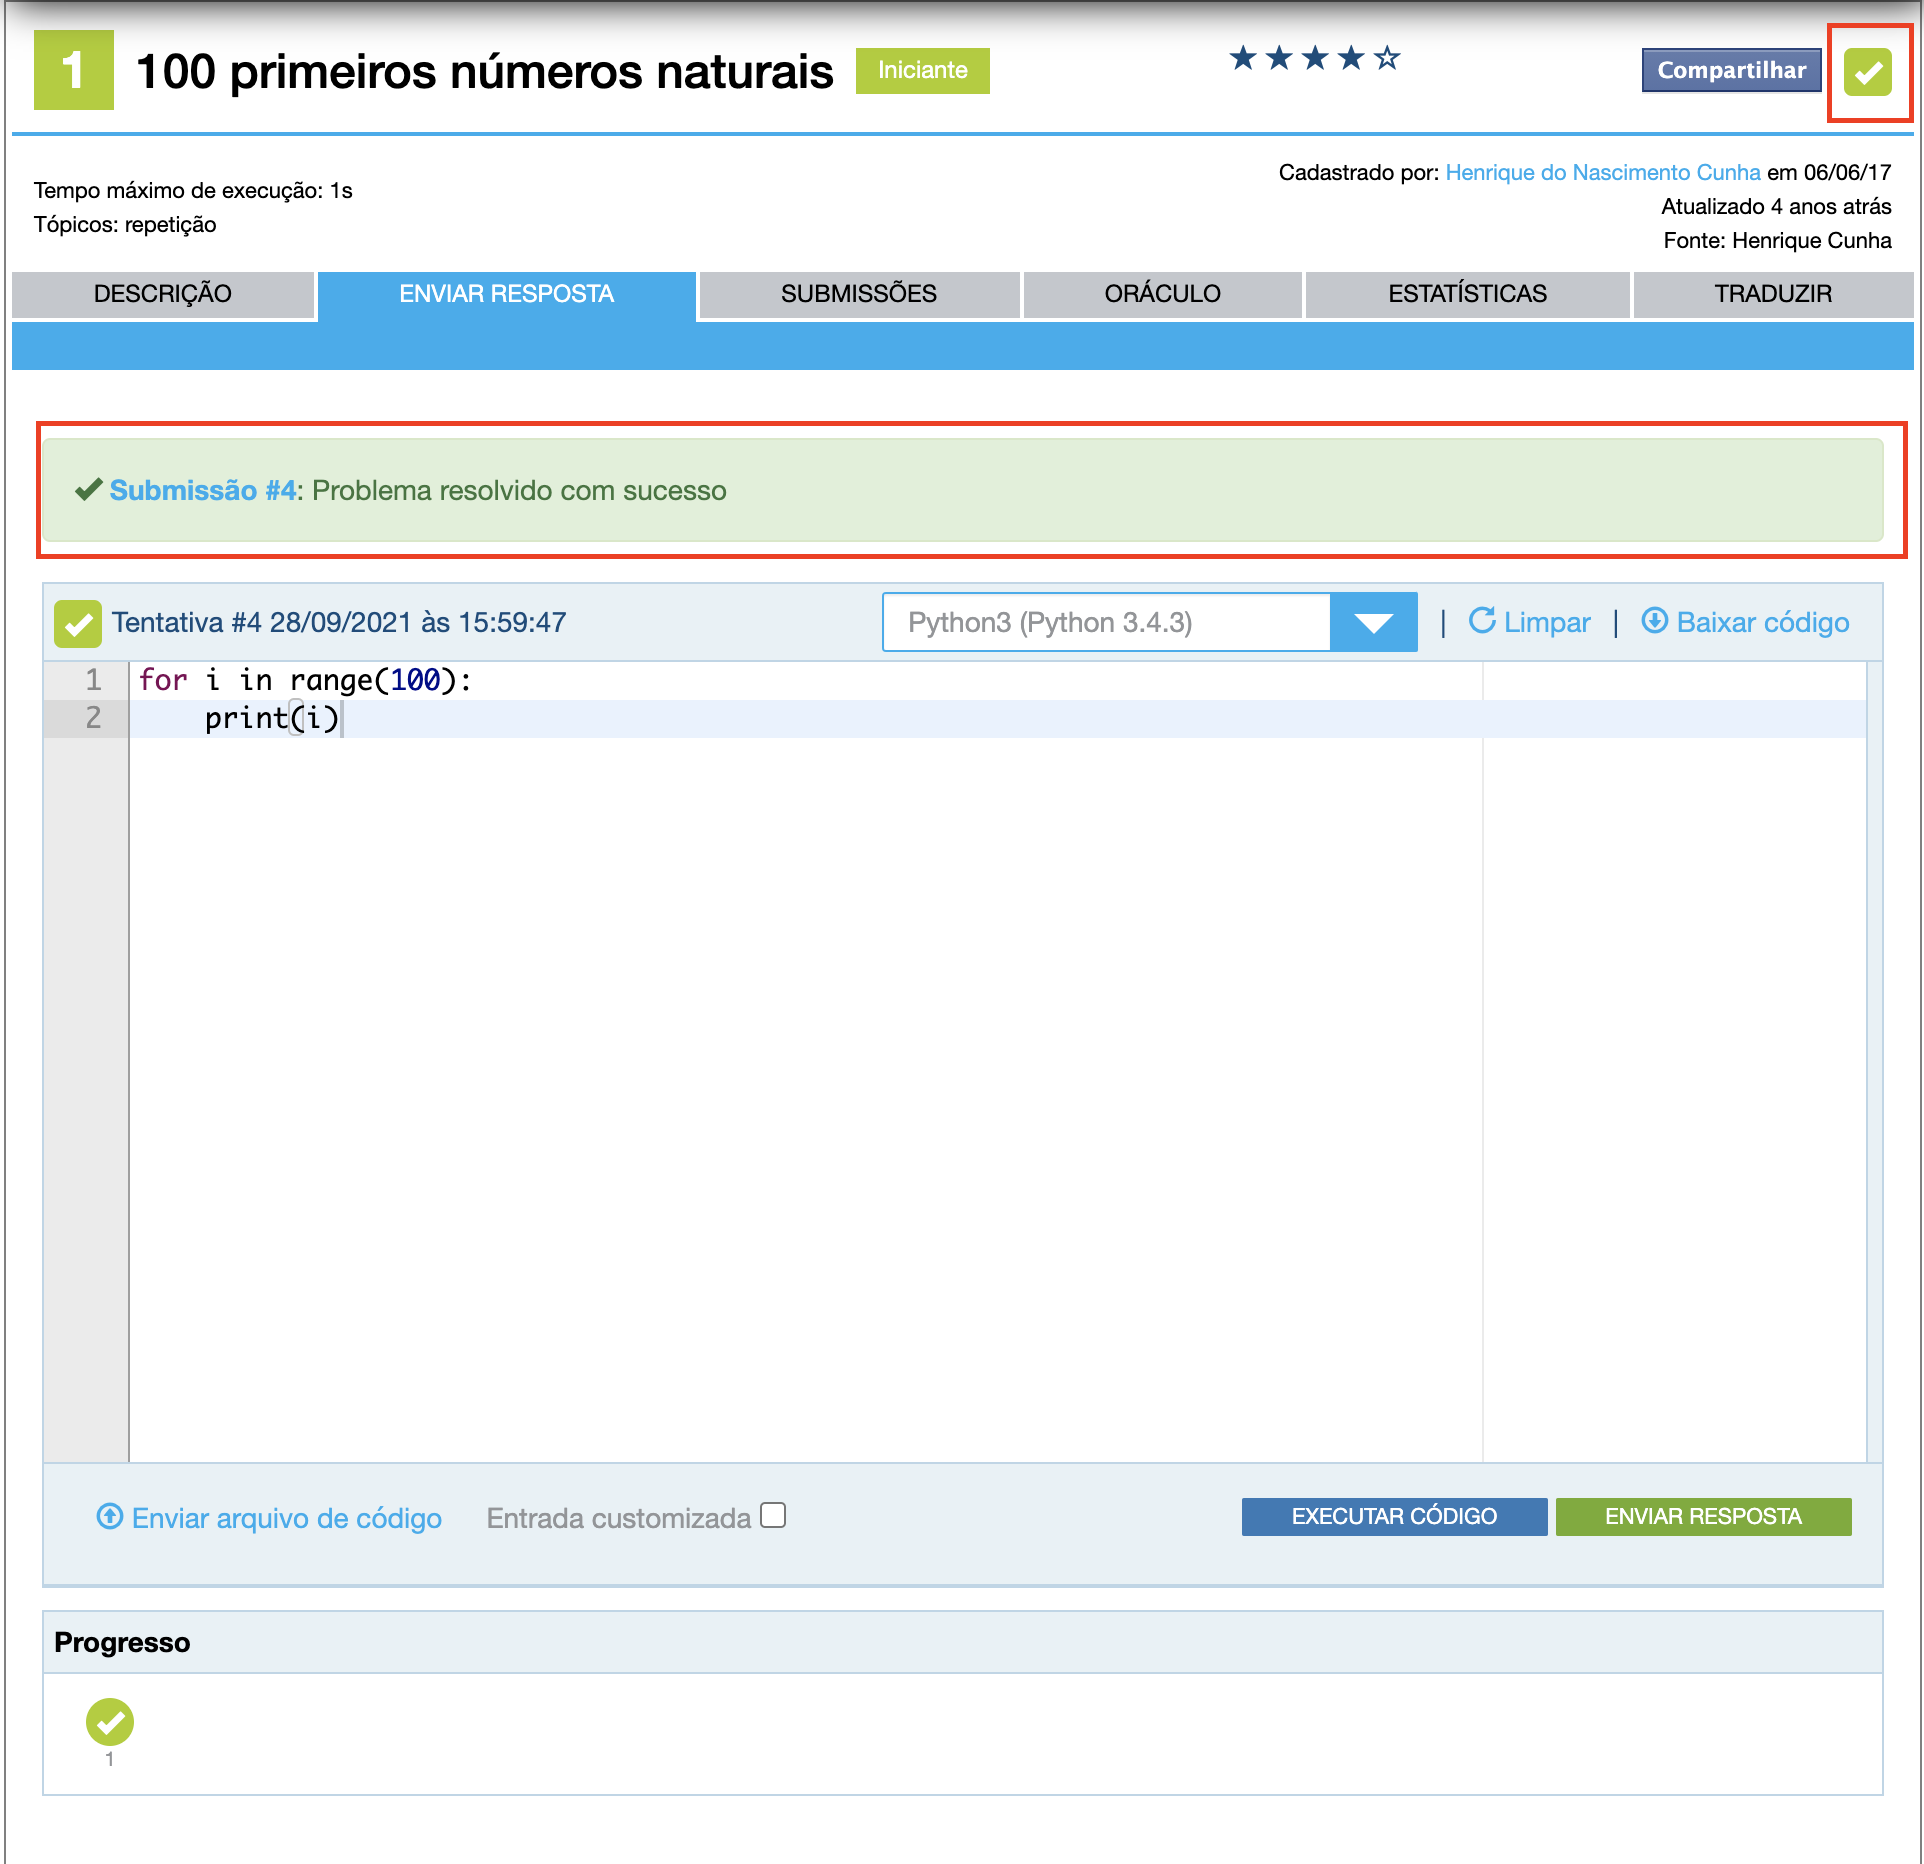 1 100 primeiros números naturais Iniciante Compartilhar
Tempo máximo de execução: 1s
Tópicos: repetição
Cadastrado por: Henrique do Nascimento Cunha em 06/06/17
Atualizado 4 anos atrás
Fonte: Henrique Cunha
DESCRIÇÃO ENVIAR RESPOSTA SUBMISSÕES ORÁCULO ESTATÍSTICAS TRADUZIR
Submissão #4: Problema resolvido com sucesso
Tentativa #4 28/09/2021 às 15:59:47 Python3 (Python 3.4.3) | Limpar | Baixar código
1 for i in range(100):
2     print(i)
Enviar arquivo de código Entrada customizada EXECUTAR CÓDIGO ENVIAR RESPOSTA
Progresso
1